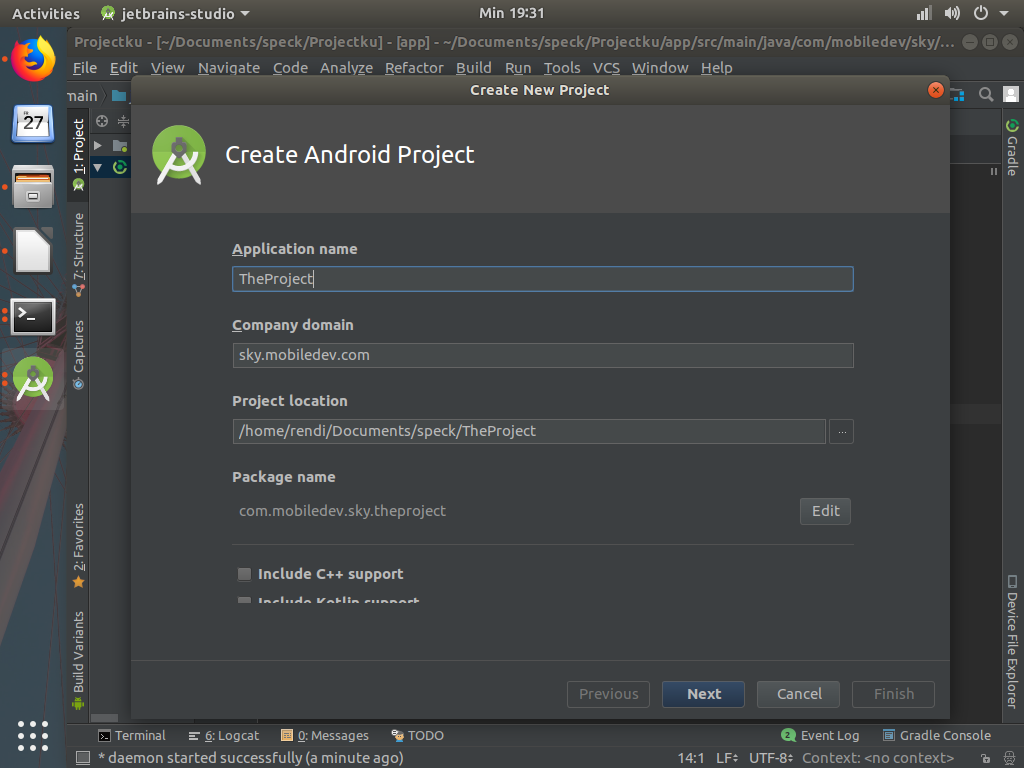 Activities jetbrains-studio Min 19:31
Projectku - [~/Documents/speck/Projectku] - [app] - ~/Documents/speck/Projectku/app/src/main/java/com/mobiledev/sky/...
File Edit View Navigate Code Analyze Refactor Build Run Tools VCS Window Help
main
Create New Project
27
1: Project
7: Structure
Captures
2: Favorites
Build Variants
Create Android Project
Application name
TheProject
Company domain
sky.mobiledev.com
Project location
/home/rendi/Documents/speck/TheProject
...
Package name
com.mobiledev.sky.theproject
Edit
Include C++ support
Include Kotlin support
Previous Next Cancel Finish
Gradle
Device File Explorer
Terminal 6: Logcat 0: Messages TODO 2 Event Log Gradle Console
* daemon started successfully (a minute ago) 14:1 LF÷ UTF-8÷ Context: <no context>